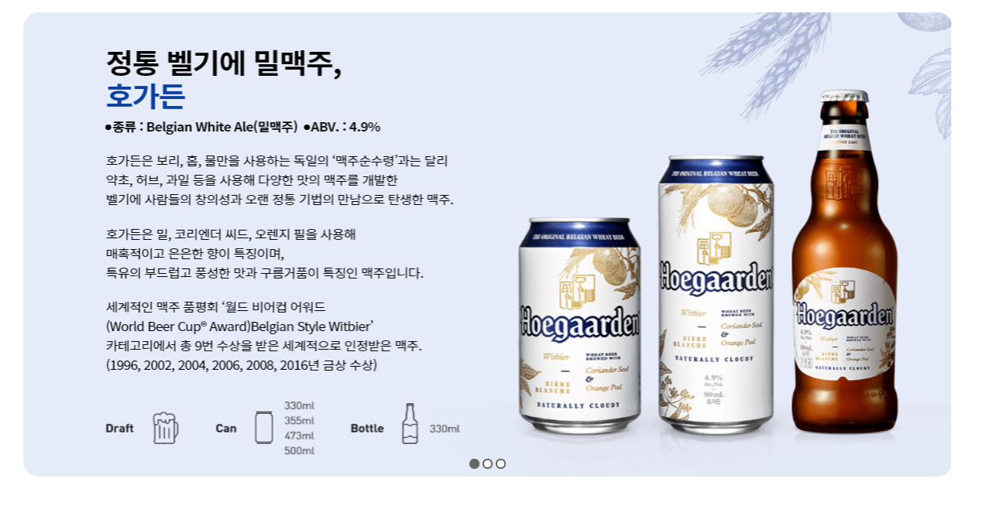 정통 벨기에 밀맥주,
호가든
●종류 : Belgian White Ale(밀맥주) ●ABV. : 4.9%
호가든은 보리, 홉, 물만을 사용하는 독일의 ‘맥주순수령’과는 달리
약초, 허브, 과일 등을 사용해 다양한 맛의 맥주를 개발한
벨기에 사람들의 창의성과 오랜 정통 기법의 만남으로 탄생한 맥주.
호가든은 밀, 코리엔더 씨드, 오렌지 필을 사용해
매혹적이고 은은한 향이 특징이며,
특유의 부드럽고 풍성한 맛과 구름거품이 특징인 맥주입니다.
세계적인 맥주 품평회 ‘월드 비어컵 어워드
(World Beer Cup® Award)Belgian Style Witbier’
카테고리에서 총 9번 수상을 받은 세계적으로 인정받은 맥주.
(1996, 2002, 2004, 2006, 2008, 2016년 금상 수상)
Draft
Can
330ml
355ml
473ml
500ml
Bottle
330ml
THE ORIGINAL BELGIAN WHEAT BEER
Hoegaarden
Witbier
WHEAT BEER
BREWED WITH
—
Coriander Seed
&
Orange Peel
BIÈRE
BLANCHE
NATURALLY CLOUDY
THE ORIGINAL BELGIAN WHEAT BEER
Hoegaarden
Witbier
WHEAT BEER
BREWED WITH
—
Coriander Seed
&
Orange Peel
BIÈRE
BLANCHE
NATURALLY CLOUDY
4.9%
Alc./Vol.
500mL
호가든
THE ORIGINAL
BELGIAN WHEAT BEER
ANNO 1445
Hoegaarden
4.9%
Witbier
WHEAT BEER
BREWED WITH
Coriander Seed
&
Orange Peel
BIÈRE
BLANCHE
NATURALLY CLOUDY